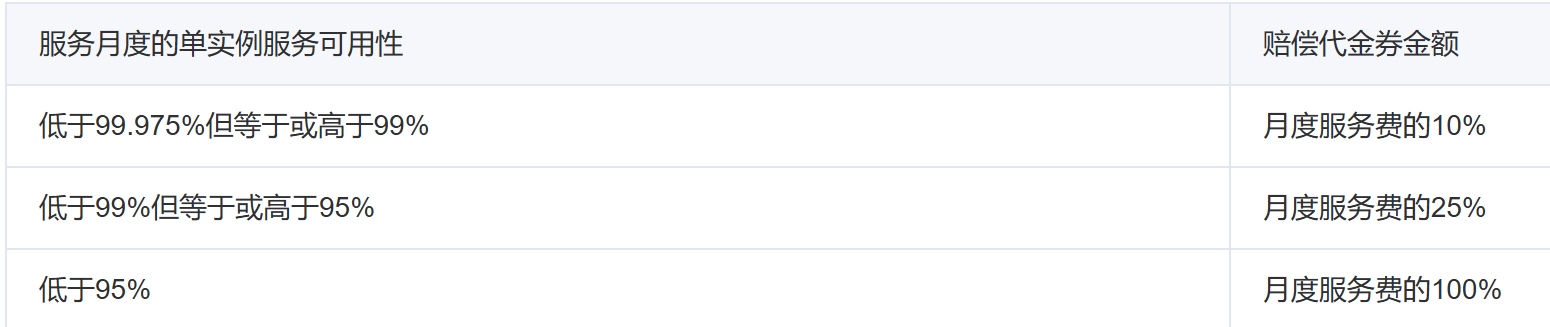 服务月度的单实例服务可用性 赔偿代金券金额
低于99.975%但等于或高于99% 月度服务费的10%
低于99%但等于或高于95% 月度服务费的25%
低于95% 月度服务费的100%